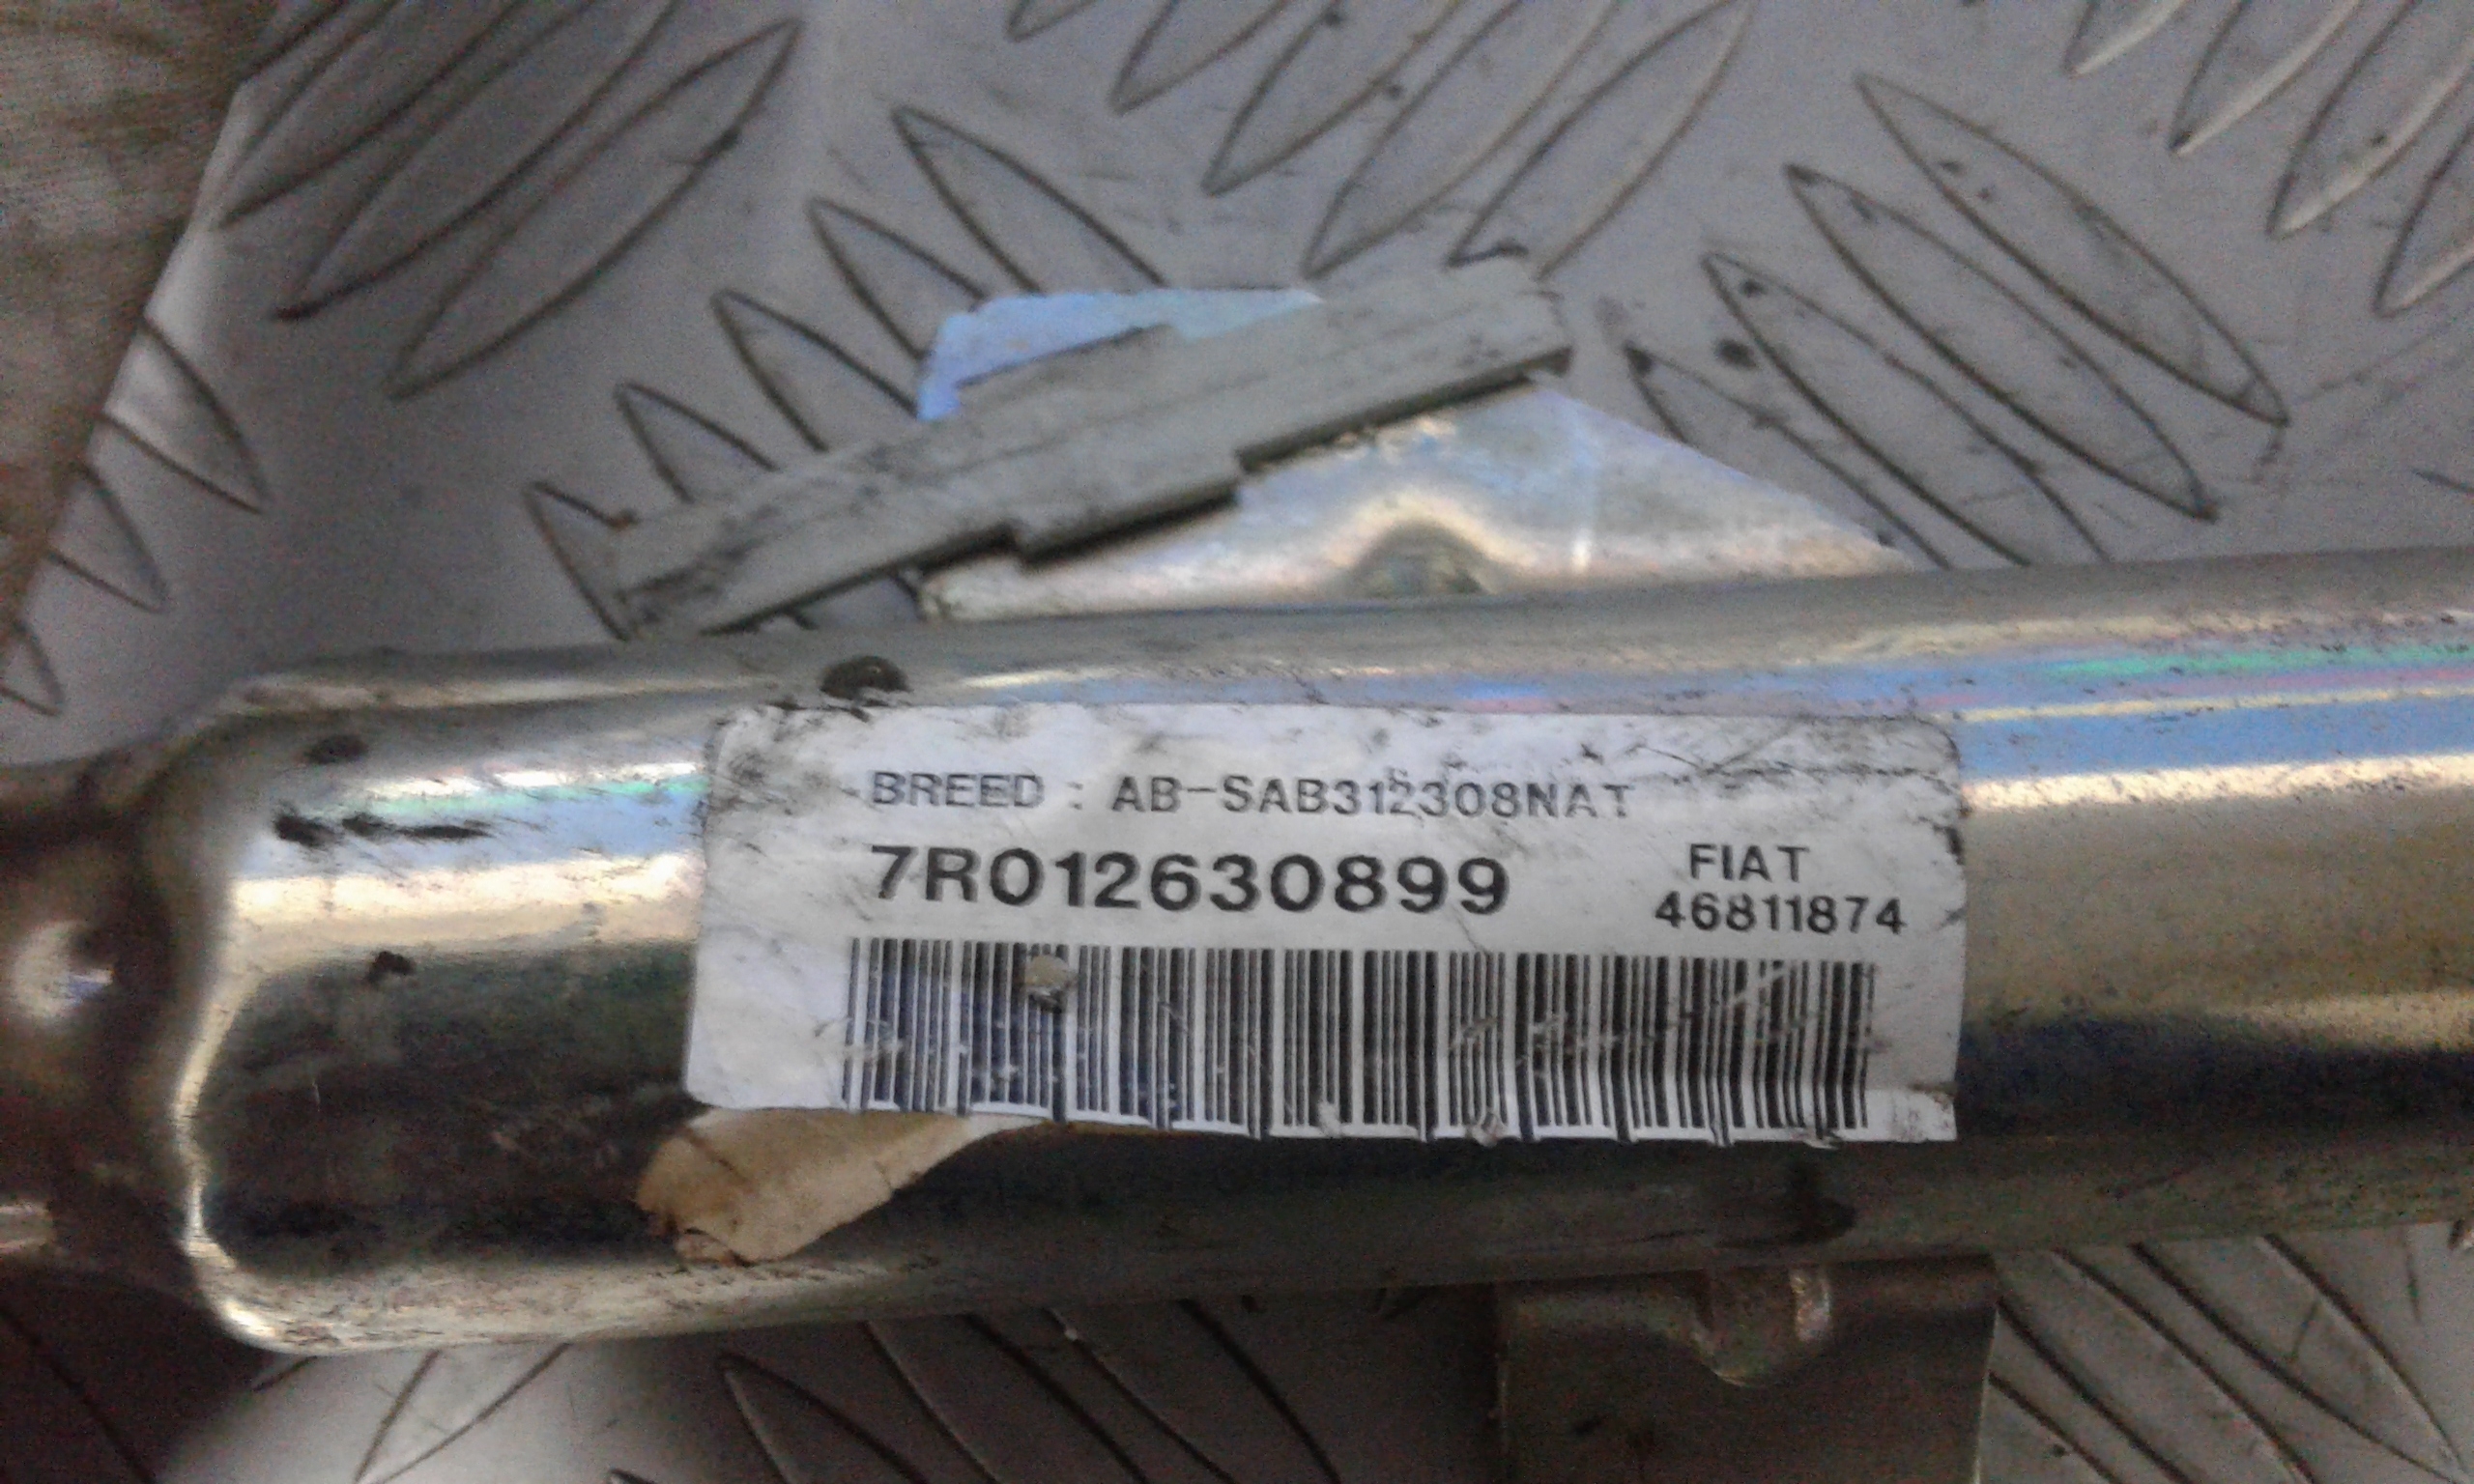 BREED : AB-SAB312308NAT
7R012630899
FIAT
46811874